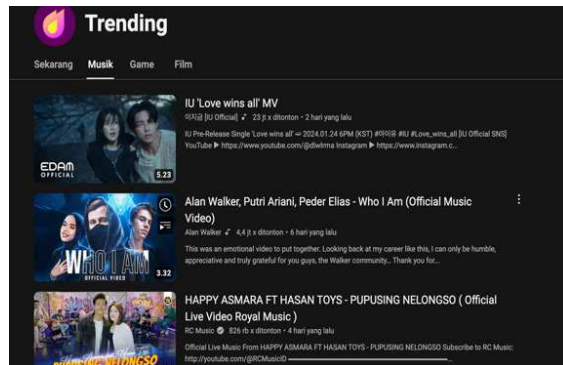 Trending
Sekarang Musik Game Film
IU 'Love wins all' MV
이지금 [IU Official] 23 jt x ditonton • 2 hari yang lalu
IU Pre-Release Single 'Love wins all' ⇨ 2024.01.24 6PM (KST) #아이유 #IU #Love_wins_all [IU Official SNS]
YouTube ▶ https://www.youtube.com/@dlwlrma Instagram ▶ https://www.instagram.c...
EDAM
OFFICIAL
5.23
Alan Walker, Putri Ariani, Peder Elias - Who I Am (Official Music
Video)
Alan Walker 4,4 jt x ditonton • 6 hari yang lalu
This was an emotional video to put together. Looking back at my career like this, I can only be humble,
appreciative and truly grateful for you guys, the Walker community... Thank you for...
WHO I AM
OFFICIAL VIDEO
3.32
HAPPY ASMARA FT HASAN TOYS - PUPUSING NELONGSO ( Official
Live Video Royal Music )
RC Music 826 rb x ditonton • 4 hari yang lalu
Official Live Music From HAPPY ASMARA FT HASAN TOYS - PUPUSING NELONGSO Subscribe to RC Music:
http://youtube.com/@RCMusicID
PUPUSING NELONGSO